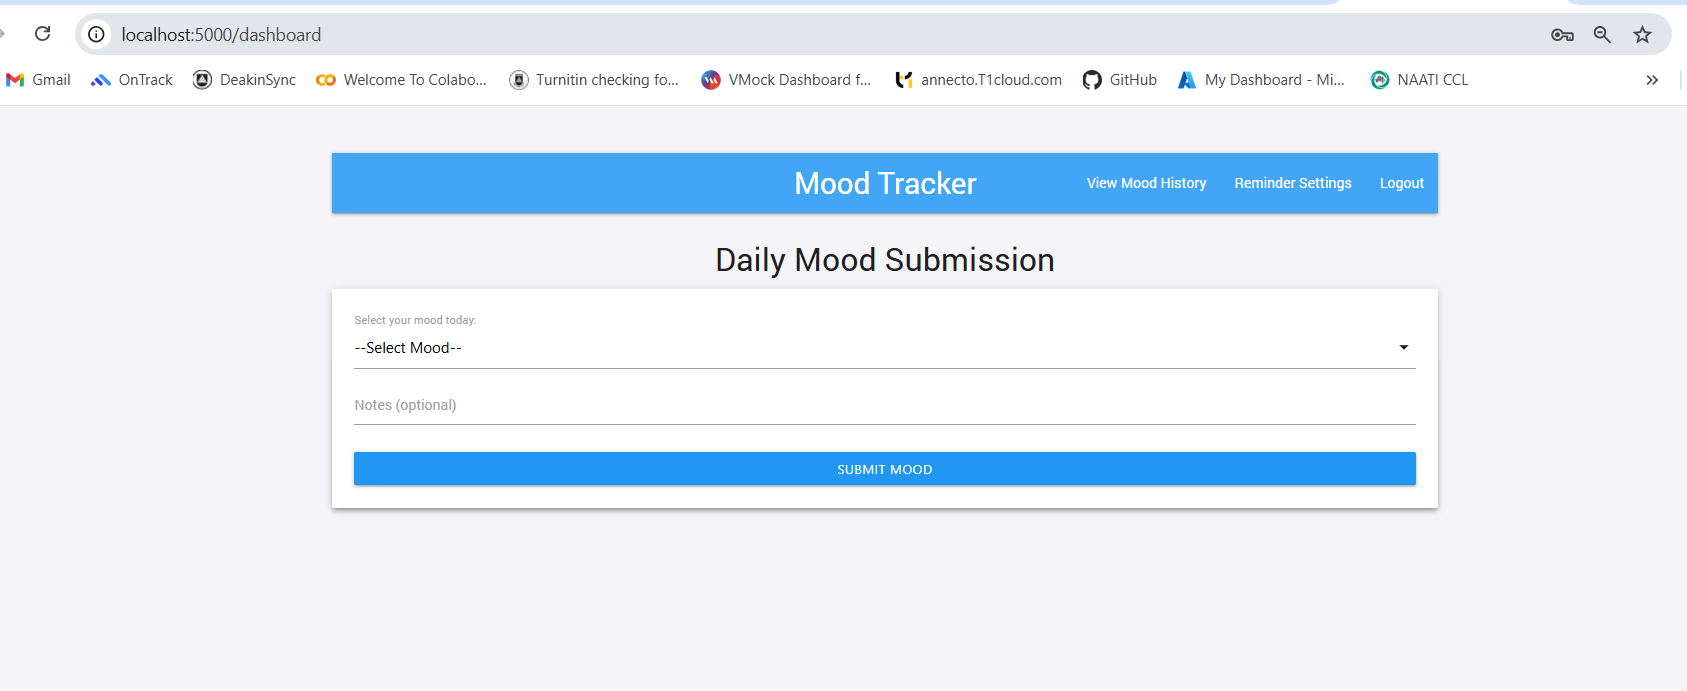 localhost:5000/dashboard
Gmail OnTrack DeakinSync Welcome To Colabo... Turnitin checking fo... VMock Dashboard f... annecto.T1cloud.com GitHub My Dashboard - Mi... NAATI CCL
Mood Tracker View Mood History Reminder Settings Logout
Daily Mood Submission
Select your mood today:
--Select Mood--
Notes (optional)
SUBMIT MOOD